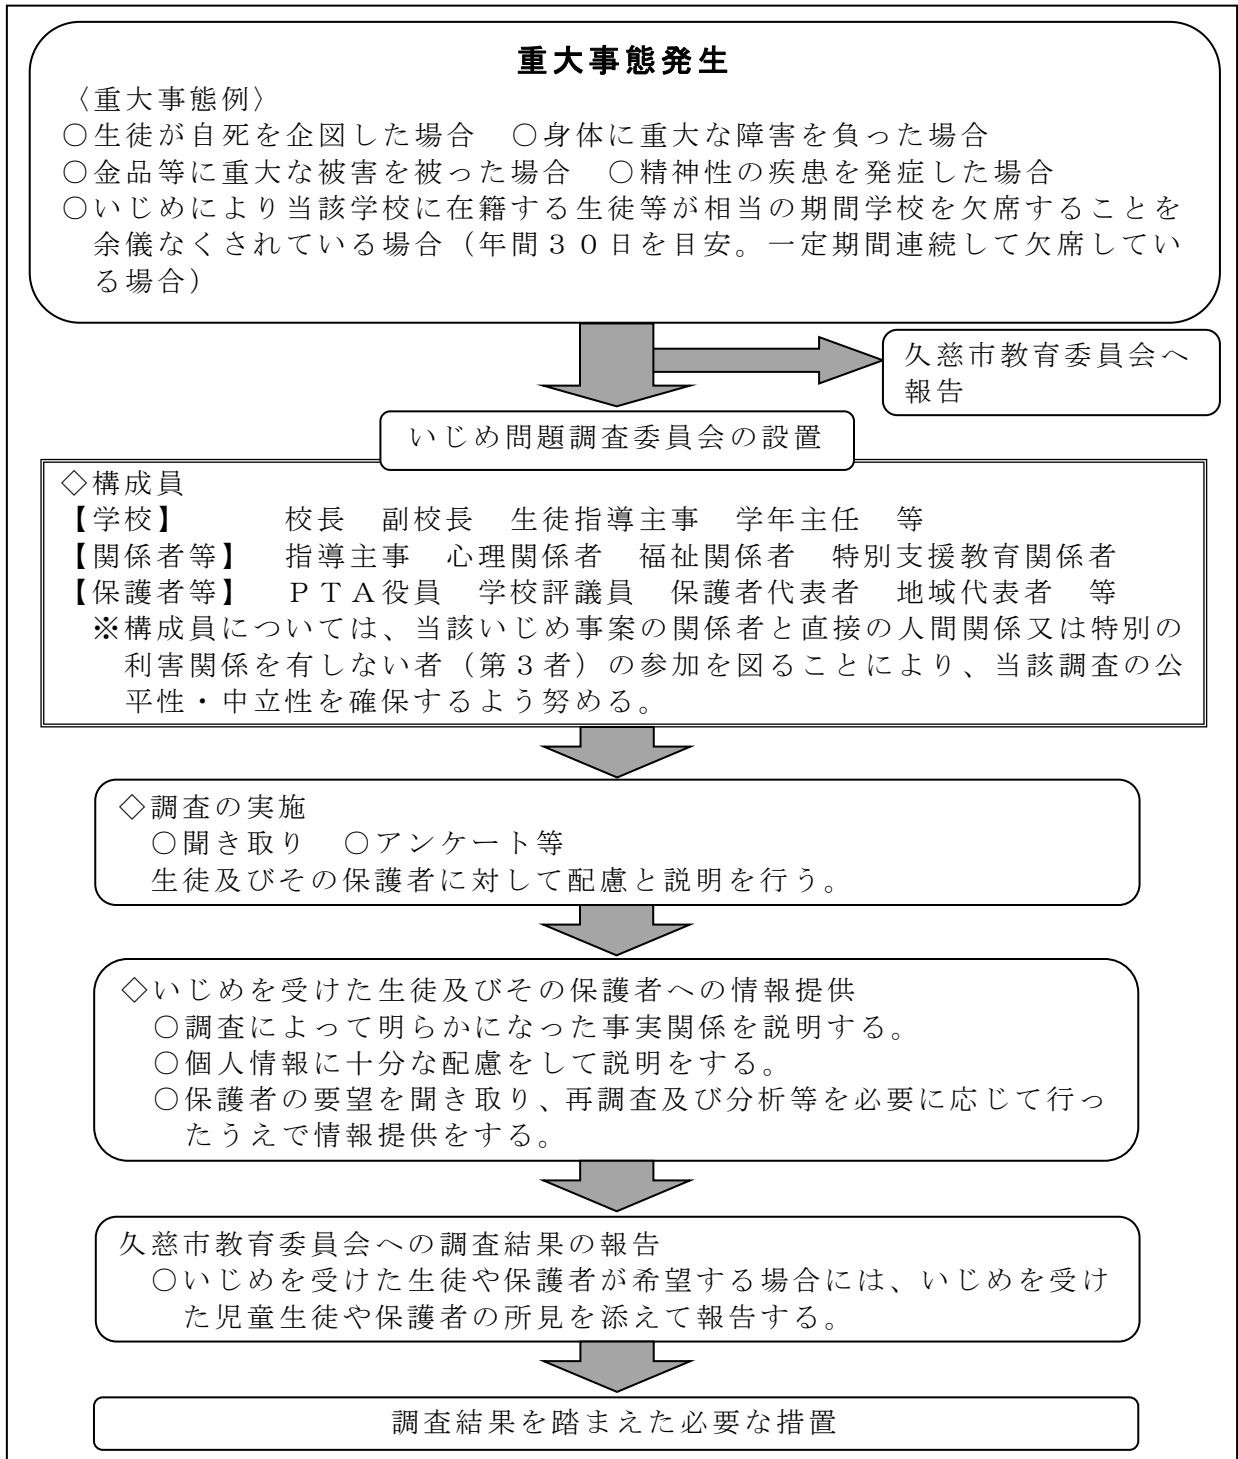 重大事態発生
〈重大事態例〉
○生徒が自死を企図した場合　○身体に重大な障害を負った場合
○金品等に重大な被害を被った場合　○精神性の疾患を発症した場合
○いじめにより当該学校に在籍する生徒等が相当の期間学校を欠席することを
余儀なくされている場合（年間３０日を目安。一定期間連続して欠席してい
る場合）
久慈市教育委員会へ
報告
いじめ問題調査委員会の設置
◇構成員
【学校】　　　校長　副校長　生徒指導主事　学年主任　等
【関係者等】　指導主事　心理関係者　福祉関係者　特別支援教育関係者
【保護者等】　ＰＴＡ役員　学校評議員　保護者代表者　地域代表者　等
※構成員については、当該いじめ事案の関係者と直接の人間関係又は特別の
利害関係を有しない者（第３者）の参加を図ることにより、当該調査の公
平性・中立性を確保するよう努める。
◇調査の実施
○聞き取り　○アンケート等
生徒及びその保護者に対して配慮と説明を行う。
◇いじめを受けた生徒及びその保護者への情報提供
○調査によって明らかになった事実関係を説明する。
○個人情報に十分な配慮をして説明をする。
○保護者の要望を聞き取り、再調査及び分析等を必要に応じて行っ
たうえで情報提供をする。
久慈市教育委員会への調査結果の報告
○いじめを受けた生徒や保護者が希望する場合には、いじめを受け
た児童生徒や保護者の所見を添えて報告する。
調査結果を踏まえた必要な措置